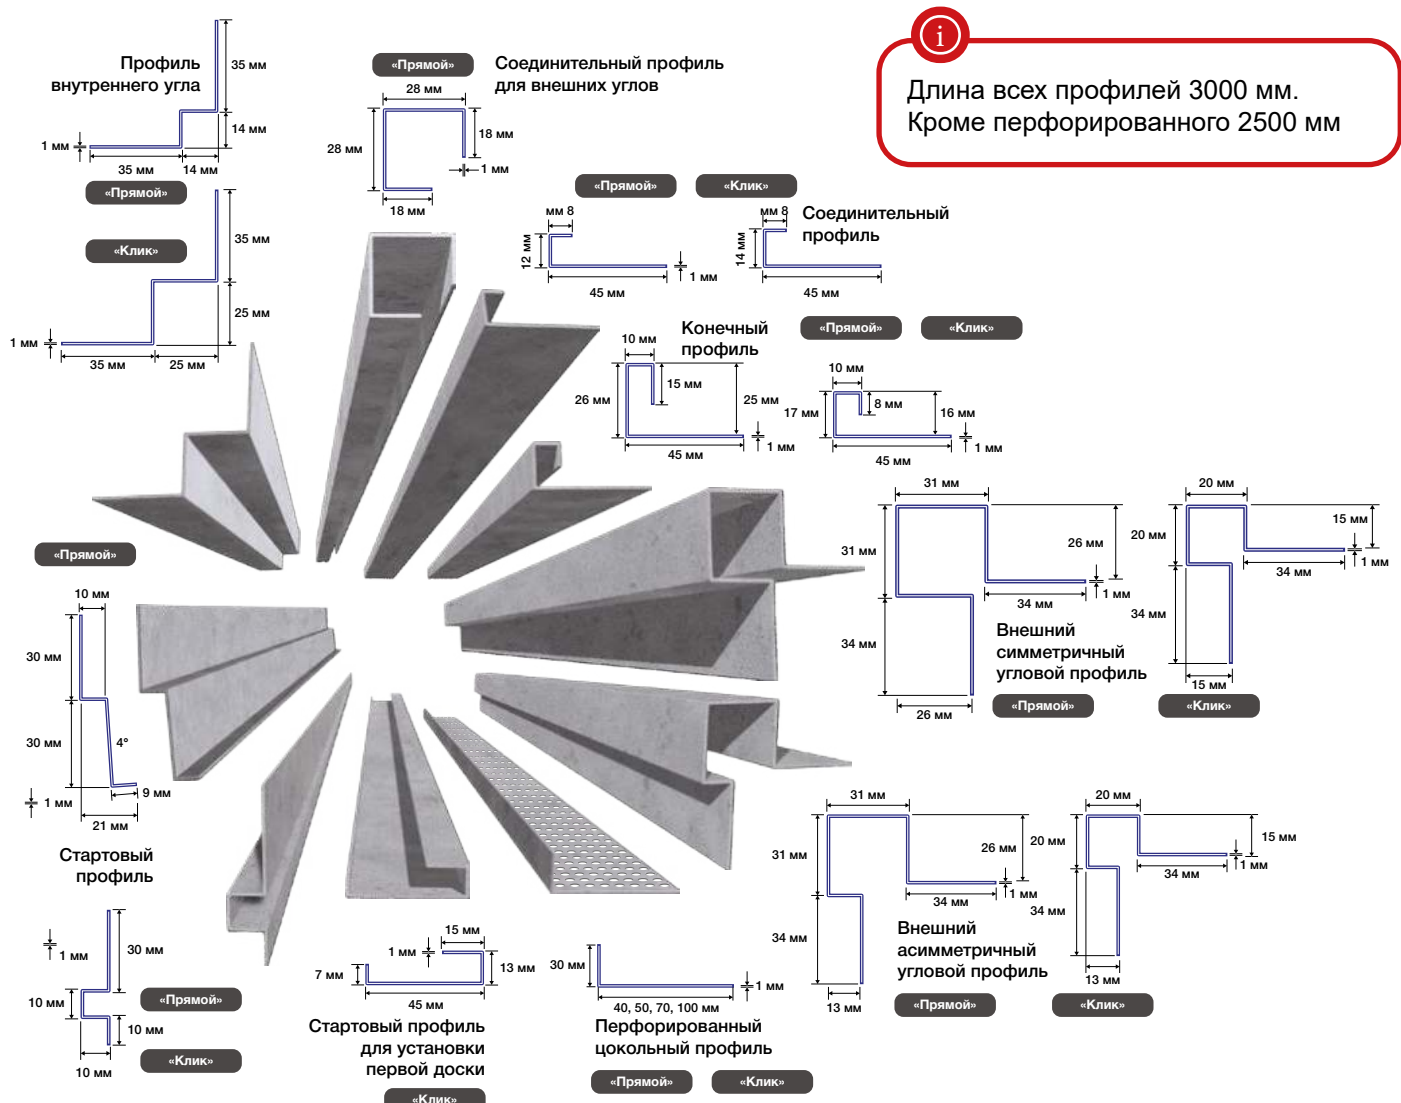 Длина всех профилей 3000 мм.
Кроме перфорированного 2500 мм
Профиль
внутреннего угла
35 мм
14 мм
1 мм
35 мм
14 мм
«Прямой»
«Клик»
35 мм
25 мм
1 мм
35 мм
25 мм
«Прямой»
Соединительный профиль
для внешних углов
28 мм
28 мм
18 мм
1 мм
18 мм
«Прямой»
«Клик»
Соединительный
профиль
мм 8
12 мм
1 мм
45 мм
мм 8
14 мм
45 мм
Конечный
профиль
«Прямой»
«Клик»
10 мм
15 мм
26 мм
25 мм
1 мм
45 мм
10 мм
8 мм
17 мм
16 мм
1 мм
45 мм
31 мм
31 мм
26 мм
1 мм
34 мм
34 мм
26 мм
Внешний
симметричный
угловой профиль
«Прямой»
20 мм
20 мм
15 мм
1 мм
34 мм
34 мм
15 мм
«Клик»
«Прямой»
10 мм
30 мм
30 мм
4°
1 мм
9 мм
21 мм
Стартовый
профиль
1 мм
30 мм
10 мм
10 мм
10 мм
«Прямой»
«Клик»
15 мм
1 мм
7 мм
13 мм
45 мм
Стартовый профиль
для установки
первой доски
«Клик»
30 мм
1 мм
40, 50, 70, 100 мм
Перфорированный
цокольный профиль
«Прямой»
«Клик»
31 мм
31 мм
26 мм
1 мм
34 мм
34 мм
13 мм
Внешний
асимметричный
угловой профиль
«Прямой»
20 мм
20 мм
15 мм
1 мм
34 мм
34 мм
13 мм
«Клик»